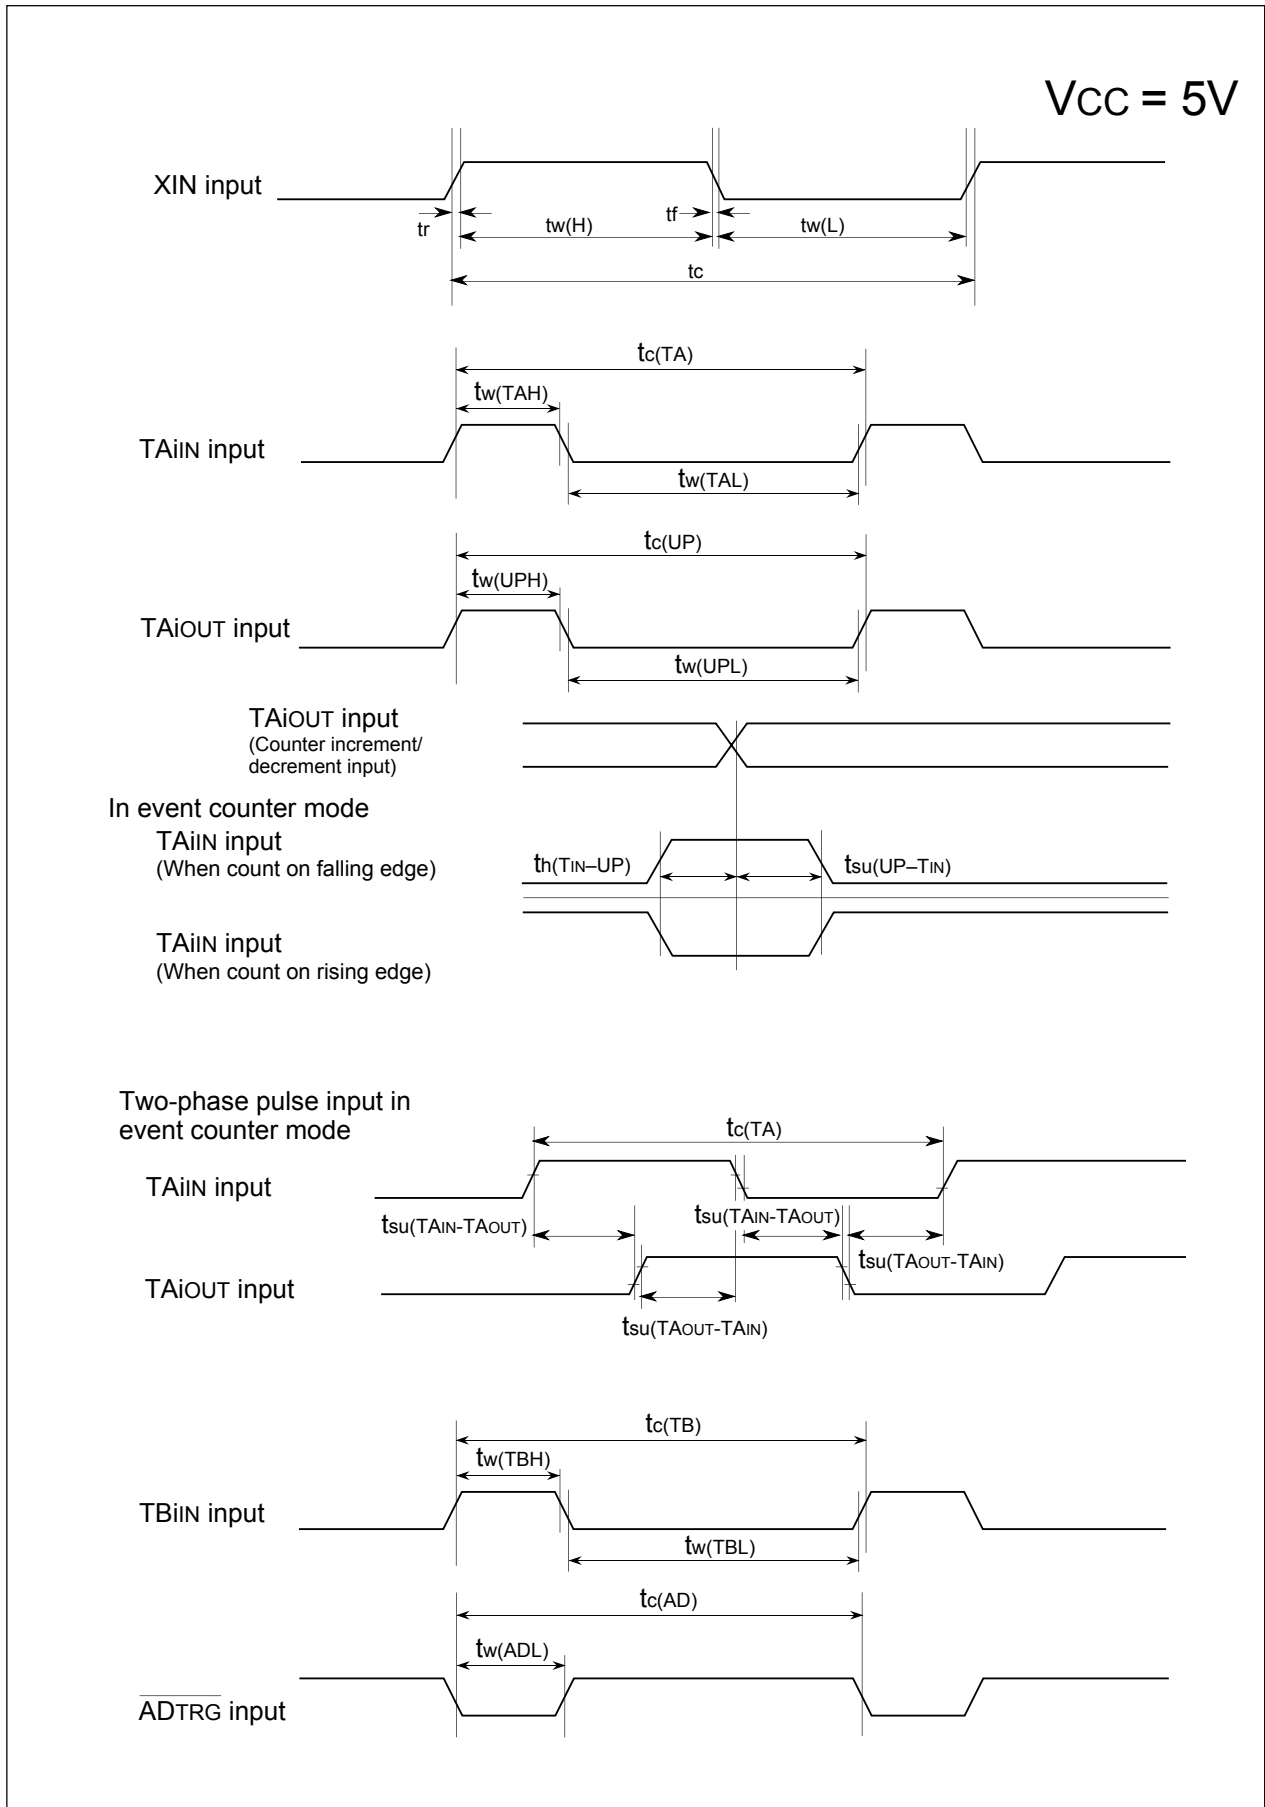 VCC = 5V
XIN input
tr
tw(H)
tf
tw(L)
tc
tc(TA)
tw(TAH)
TAiIN input
tw(TAL)
tc(UP)
tw(UPH)
TAiOUT input
tw(UPL)
TAiOUT input
(Counter increment/
decrement input)
In event counter mode
TAiIN input
(When count on falling edge)
th(TIN–UP)
tsu(UP–TIN)
TAiIN input
(When count on rising edge)
Two-phase pulse input in
event counter mode
tc(TA)
TAiIN input
tsu(TAIN-TAOUT)
tsu(TAIN-TAOUT)
tsu(TAOUT-TAIN)
TAiOUT input
tsu(TAOUT-TAIN)
tc(TB)
tw(TBH)
TBiIN input
tw(TBL)
tc(AD)
tw(ADL)
ADTRG input